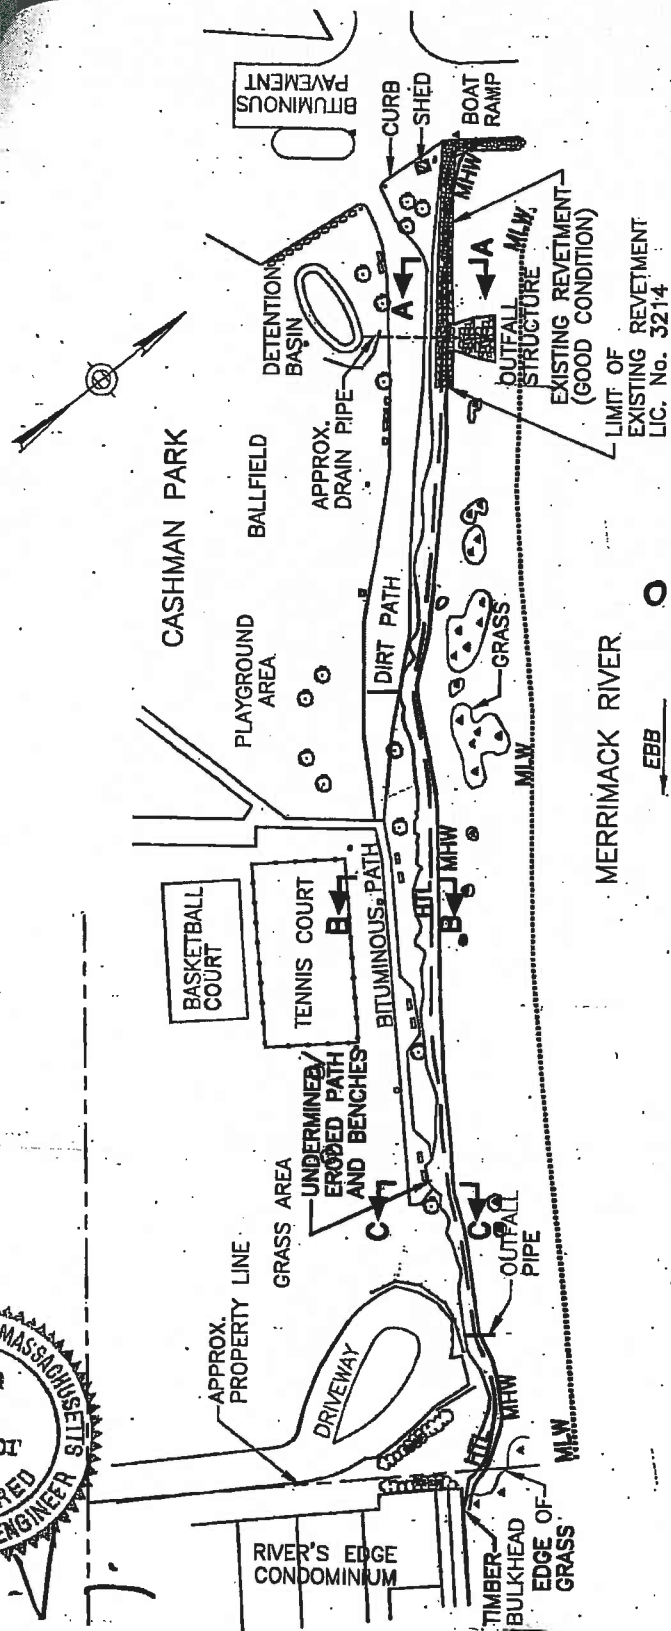 BITUMINOUS
PAVEMENT
CURB
SHED
BOAT
RAMP
MHW
MLW
A
A
DETENTION
BASIN
OUTFALL
STRUCTURE
EXISTING REVETMENT
(GOOD CONDITION)
LIMIT OF
EXISTING REVETMENT
LIC. No. 3214
CASHMAN PARK
BALLFIELD
APPROX.
DRAIN PIPE
PLAYGROUND
AREA
DIRT PATH
GRASS
MLW
MERRIMACK RIVER
EBB
BASKETBALL
COURT
TENNIS COURT
BITUMINOUS PATH
B
B
HTL
MHW
UNDERMINED/
ERODED PATH
AND BENCHES
GRASS AREA
C
C
OUTFALL
PIPE
APPROX.
PROPERTY LINE
DRIVEWAY
HTL
MHW
MLW
RIVER'S EDGE
CONDOMINIUM
TIMBER
BULKHEAD
EDGE OF
GRASS
MASSACHUSETTS
ENGINEER